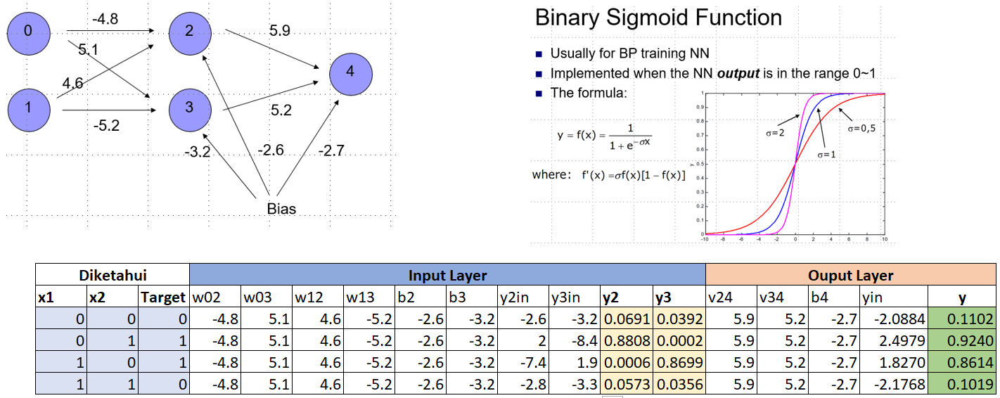 0
-4.8
2
5.9
5.1
4
4.6
1
3
5.2
-5.2
-3.2
-2.6
-2.7
Bias
Binary Sigmoid Function
Usually for BP training NN
Implemented when the NN output is in the range 0~1
The formula:
y = f(x) = 1 / 1 + e^-σx
where: f'(x) =σf(x)[1 − f(x)]
1
0.9
0.8
0.7
0.6
0.5
0.4
0.3
0.2
0.1
0
y
-10 -8 -6 -4 -2 0 2 4 6 8 10
σ=2
σ=1
σ=0,5
Diketahui Input Layer Ouput Layer
x1 x2 Target w02 w03 w12 w13 b2 b3 y2in y3in y2 y3 v24 v34 b4 yin y
0 0 0 -4.8 5.1 4.6 -5.2 -2.6 -3.2 -2.6 -3.2 0.0691 0.0392 5.9 5.2 -2.7 -2.0884 0.1102
0 1 1 -4.8 5.1 4.6 -5.2 -2.6 -3.2 2 -8.4 0.8808 0.0002 5.9 5.2 -2.7 2.4979 0.9240
1 0 1 -4.8 5.1 4.6 -5.2 -2.6 -3.2 -7.4 1.9 0.0006 0.8699 5.9 5.2 -2.7 1.8270 0.8614
1 1 0 -4.8 5.1 4.6 -5.2 -2.6 -3.2 -2.8 -3.3 0.0573 0.0356 5.9 5.2 -2.7 -2.1768 0.1019